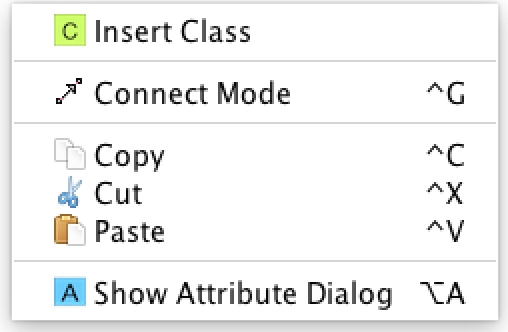 C Insert Class
Connect Mode ^G
Copy ^C
Cut ^X
Paste ^V
A Show Attribute Dialog ⌥A